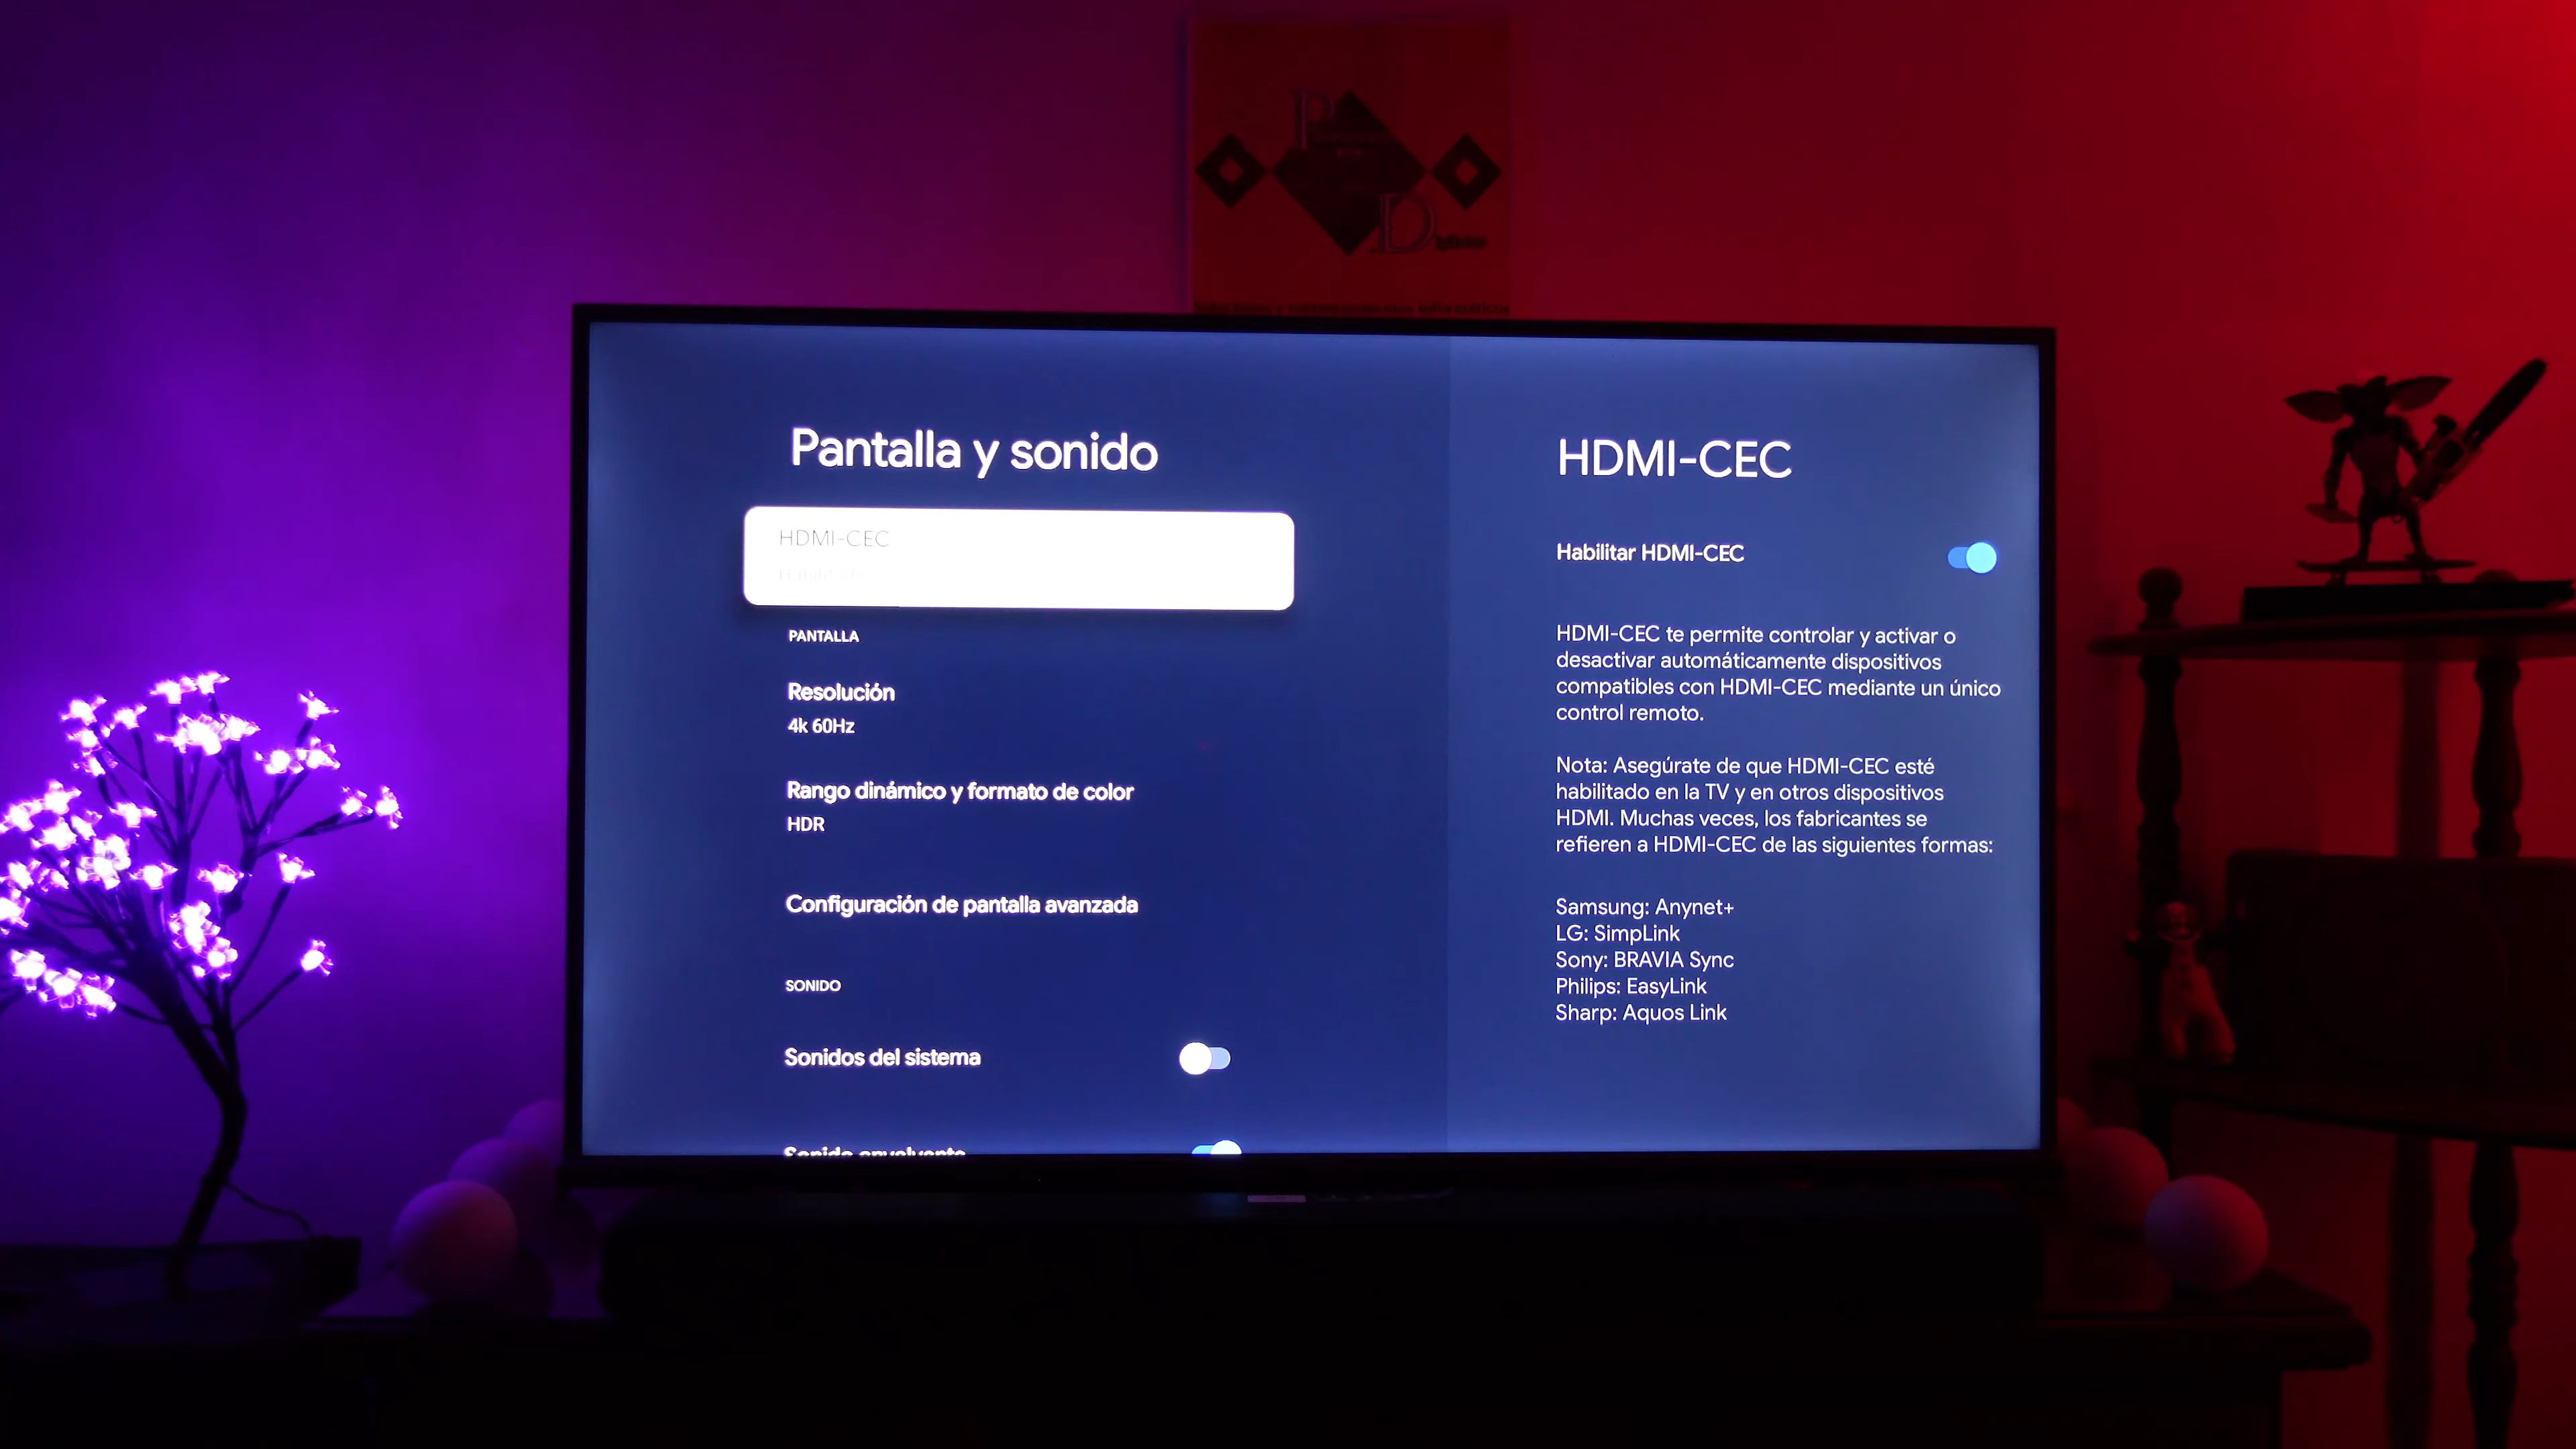 P
D
informaticos
Pantalla y sonido
HDMI-CEC
PANTALLA
Resolución
4k 60Hz
Rango dinámico y formato de color
HDR
Configuración de pantalla avanzada
SONIDO
Sonidos del sistema
Sonido envolvente
HDMI-CEC
Habilitar HDMI-CEC
HDMI-CEC te permite controlar y activar o
desactivar automáticamente dispositivos
compatibles con HDMI-CEC mediante un único
control remoto.
Nota: Asegúrate de que HDMI-CEC esté
habilitado en la TV y en otros dispositivos
HDMI. Muchas veces, los fabricantes se
refieren a HDMI-CEC de las siguientes formas:
Samsung: Anynet+
LG: SimpLink
Sony: BRAVIA Sync
Philips: EasyLink
Sharp: Aquos Link